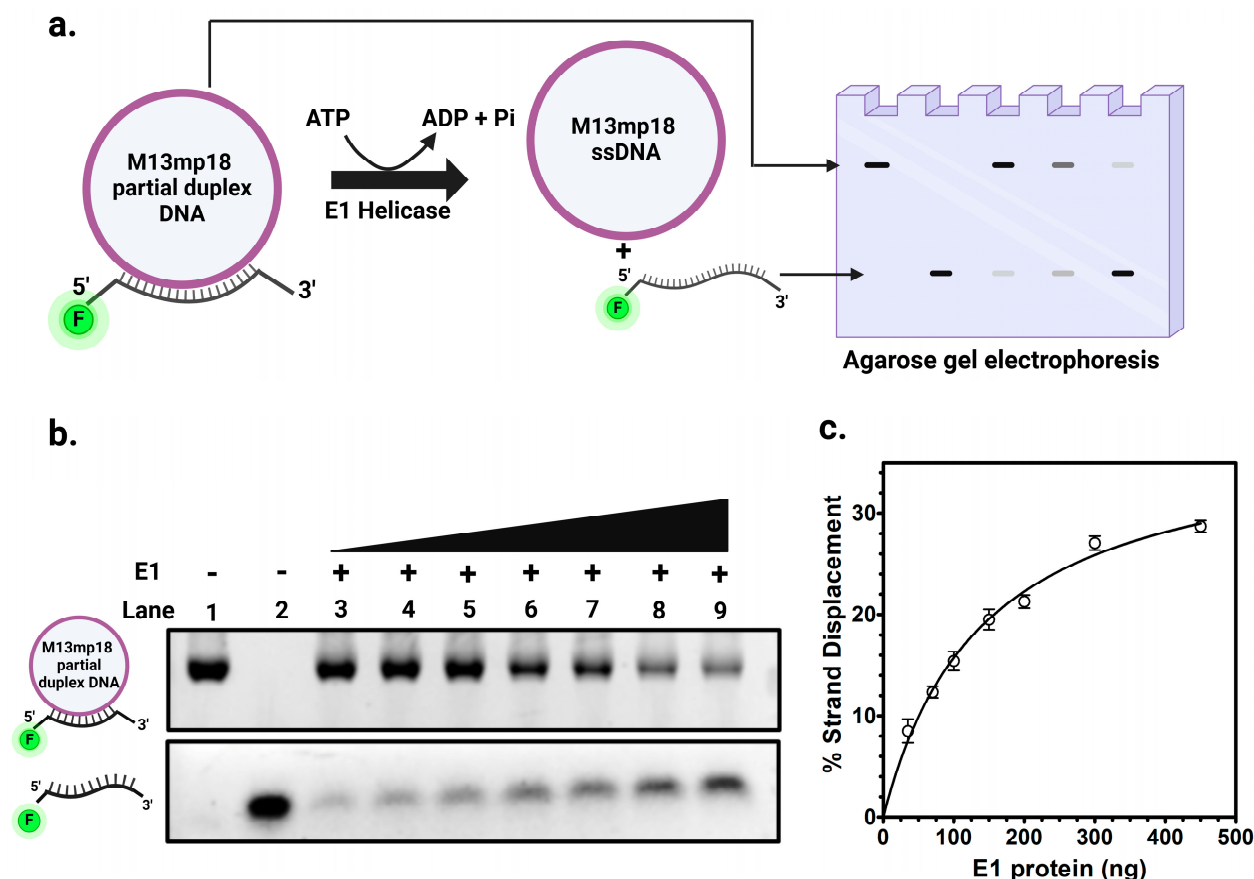 a.
M13mp18
partial duplex
DNA
5'
F
3'
ATP
ADP + Pi
E1 Helicase
M13mp18
ssDNA
+
5'
F
3'
Agarose gel electrophoresis
b.
E1 - - + + + + + + +
Lane 1 2 3 4 5 6 7 8 9
M13mp18
partial
duplex DNA
5'
3'
F
5'
3'
F
c.
% Strand Displacement
30
20
10
0
0 100 200 300 400 500
E1 protein (ng)